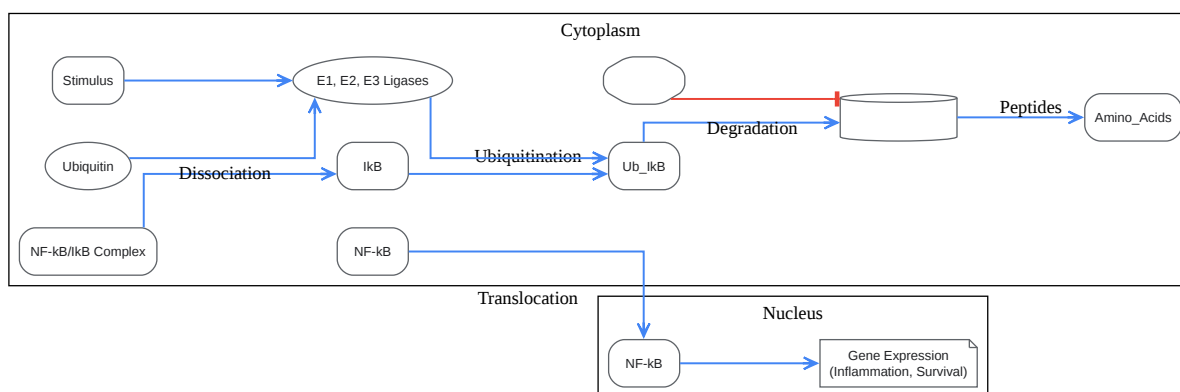 Cytoplasm
Stimulus
E1, E2, E3 Ligases
Peptides
Amino_Acids
Degradation
Ubiquitin
Dissociation
IkB
Ubiquitination
Ub_IkB
NF-kB/IkB Complex
NF-kB
Translocation
Nucleus
NF-kB
Gene Expression
(Inflammation, Survival)